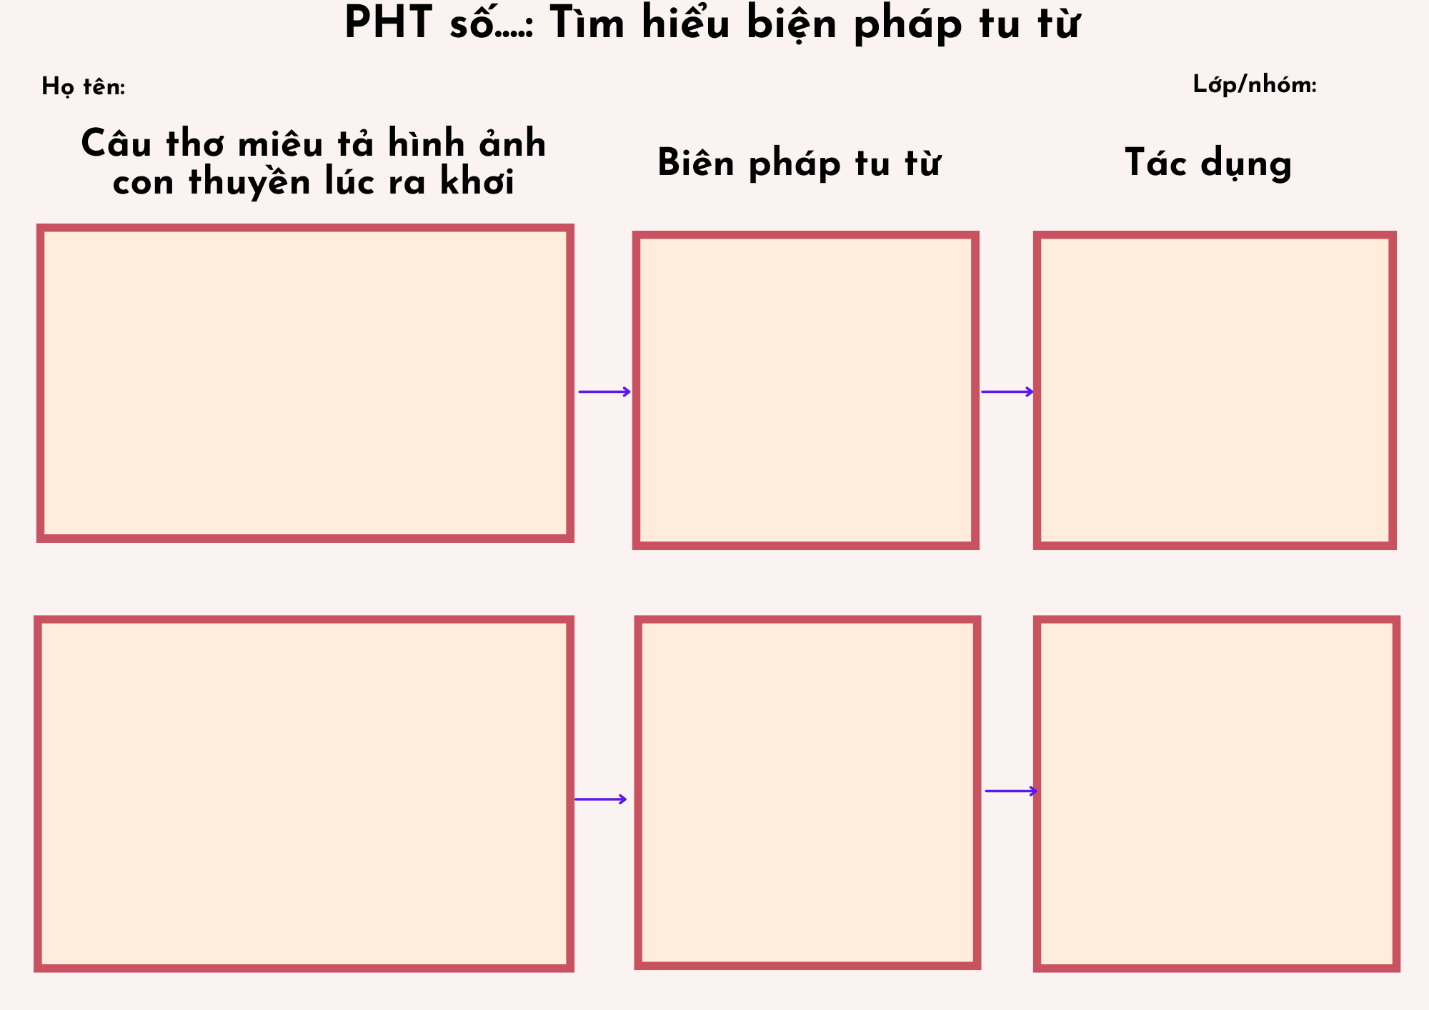 PHT số....: Tìm hiểu biện pháp tu từ
Họ tên:
Lớp/nhóm:
Câu thơ miêu tả hình ảnh
con thuyền lúc ra khơi
Biên pháp tu từ
Tác dụng